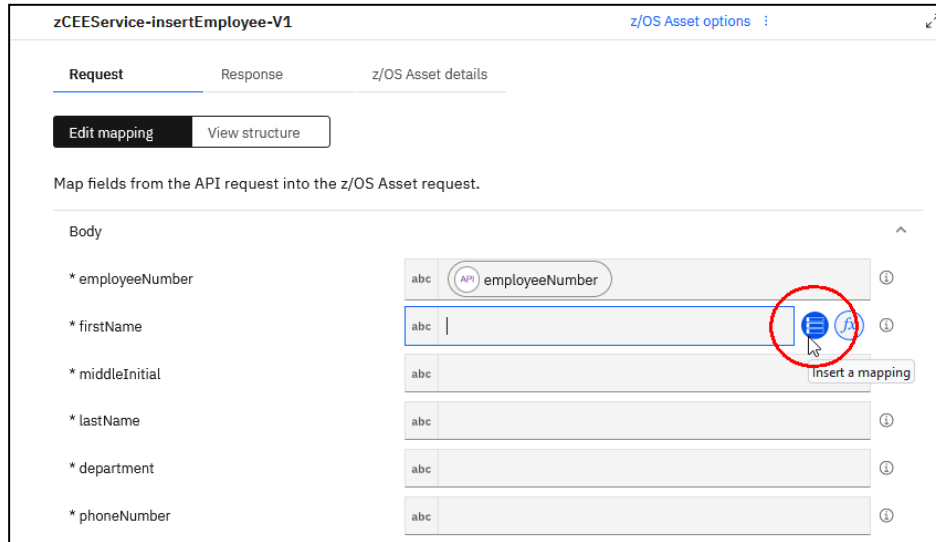 zCEEService-insertEmployee-V1 z/OS Asset options
Request Response z/OS Asset details
Edit mapping View structure
Map fields from the API request into the z/OS Asset request.
Body
* employeeNumber abc API employeeNumber
* firstName abc fx
Insert a mapping
* middleInitial abc
* lastName abc
* department abc
* phoneNumber abc